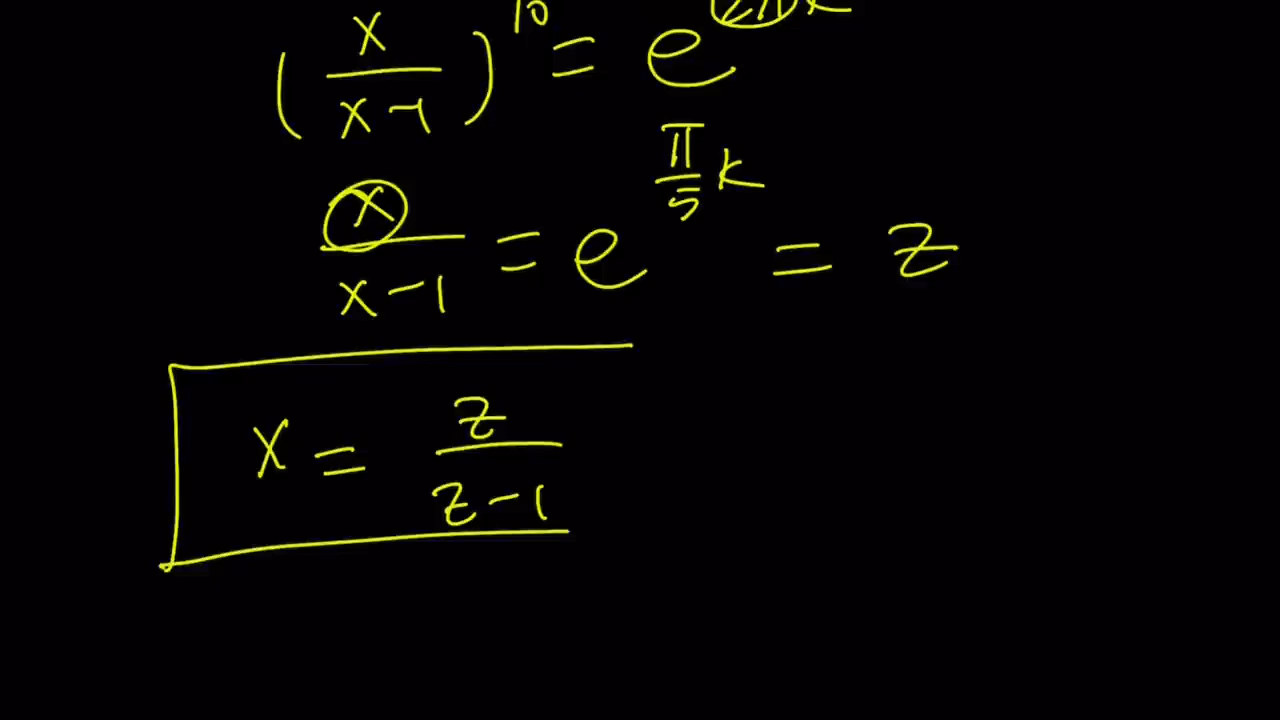 (x/(x-1))^10 = e^
x/(x-1) = e^(π/5 k) = z
x = z/(z-1)